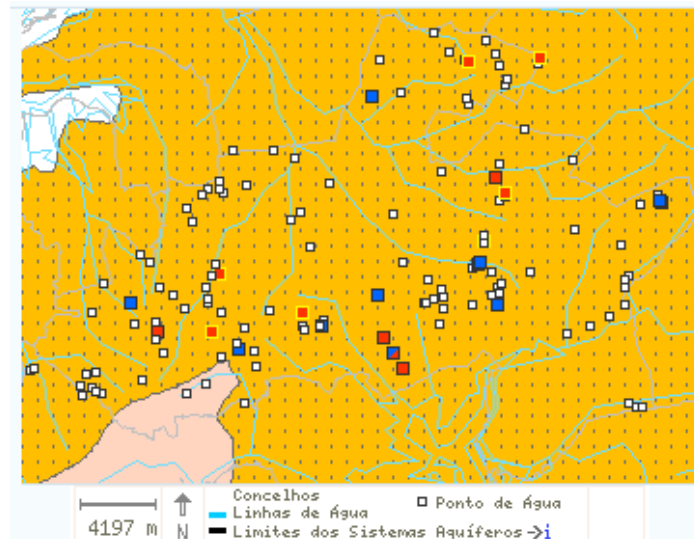 Concelhos
Ponto de Água
Linhas de Água
4197 m
N
Limites dos Sistemas Aquíferos →i